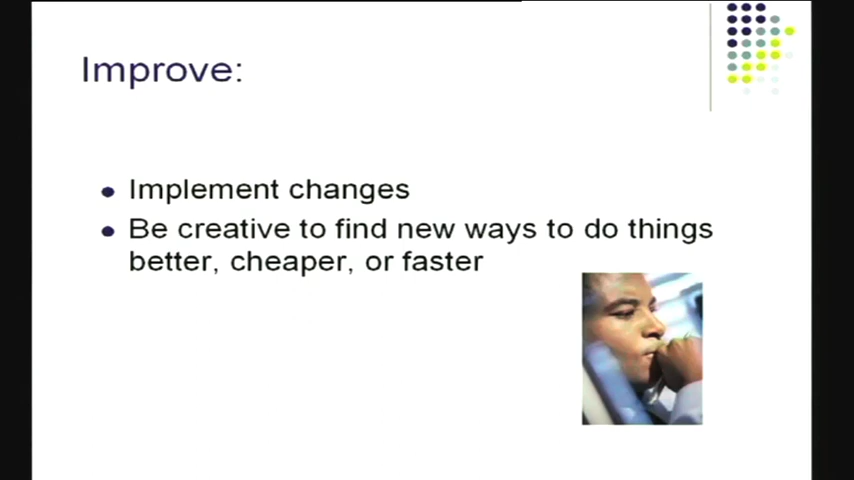 Improve:
Implement changes
Be creative to find new ways to do things
better, cheaper, or faster